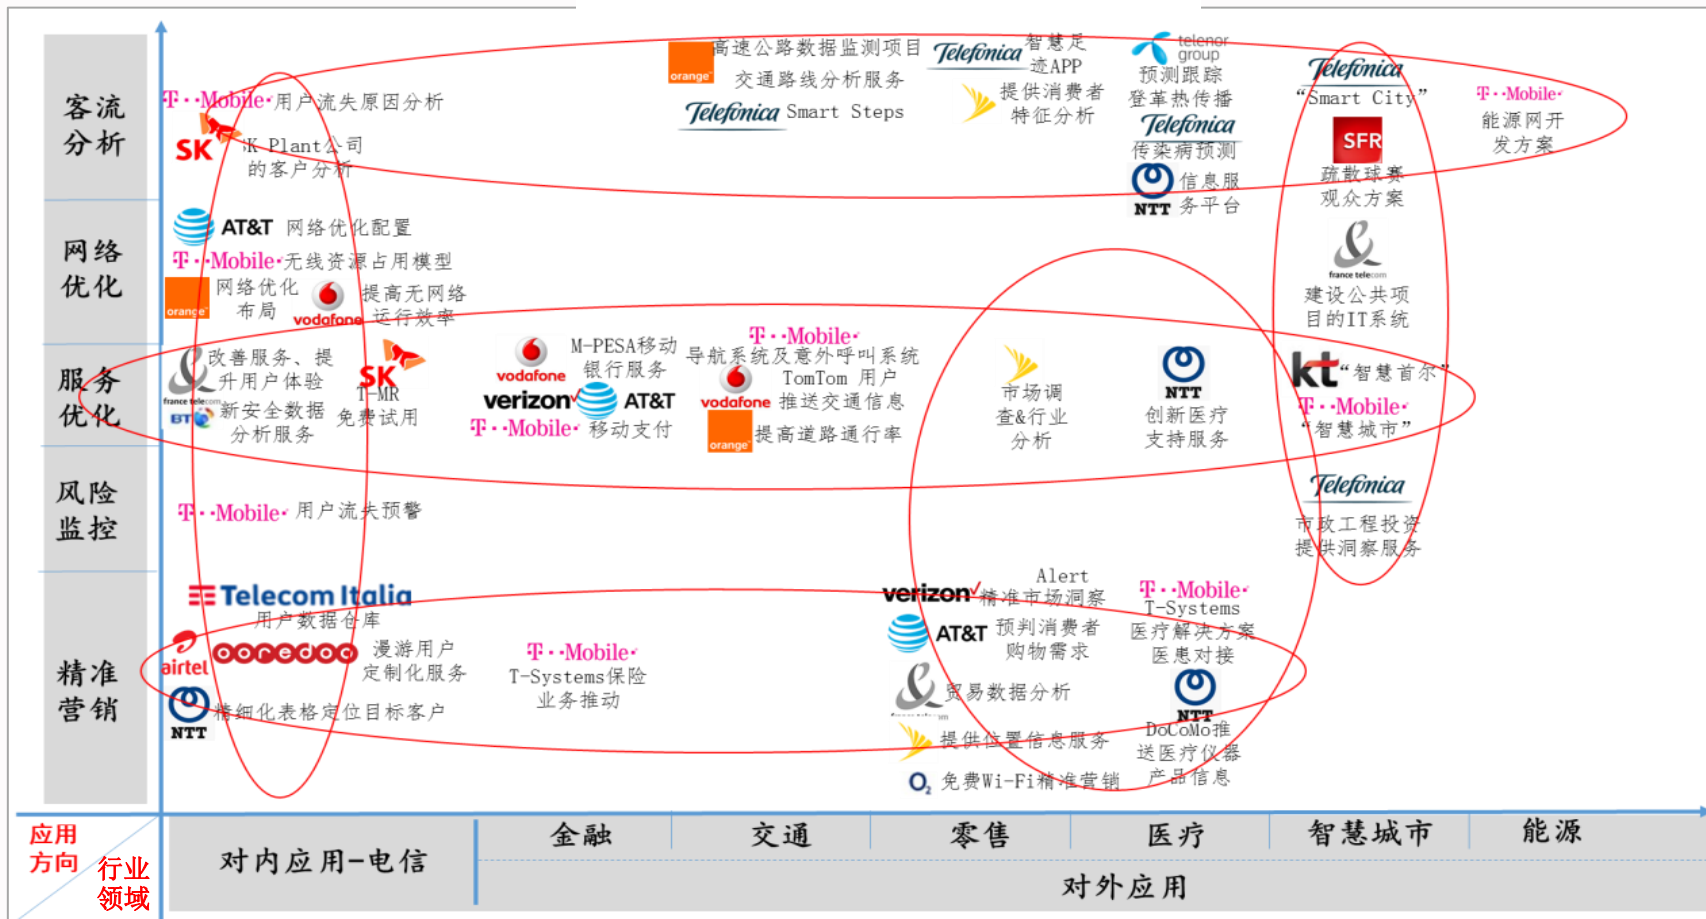 客流
分析
T··Mobile· 用户流失原因分析
SK
K Plant公司
的客户分析
orange™
高速公路数据监测项目
交通路线分析服务
Telefónica Smart Steps
Telefónica 智慧足
迹APP
提供消费者
特征分析
telenor
group
预测跟踪
登革热传播
Telefónica
传染病预测
NTT
信息服
务平台
Telefónica
“Smart City”
SFR
疏散球赛
观众方案
T··Mobile·
能源网开
发方案
网络
优化
AT&T 网络优化配置
T··Mobile· 无线资源占用模型
orange™
网络优化
布局
vodafone
提高无网络
运行效率
france telecom
建设公共项
目的IT系统
服务
优化
france telecom
改善服务、提
升用户体验
BT 新安全数据
分析服务
SK
T-MR
免费试用
vodafone
M-PESA移动
银行服务
verizon AT&T
T··Mobile· 移动支付
T··Mobile·
导航系统及意外呼叫系统
vodafone
TomTom 用户
推送交通信息
orange™
提高道路通行率
市场调
查&行业
分析
NTT
创新医疗
支持服务
kt “智慧首尔”
T··Mobile·
“智慧城市”
风险
监控
T··Mobile· 用户流失预警
Telefónica
市政工程投资
提供洞察服务
精准
营销
Telecom Italia
用户数据仓库
airtel
ooredoo
漫游用户
定制化服务
NTT
精细化表格定位目标客户
T··Mobile·
T-Systems保险
业务推动
verizon
Alert
精准市场洞察
AT&T
预判消费者
购物需求
贸易数据分析
提供位置信息服务
O2 免费Wi-Fi精准营销
T··Mobile·
T-Systems
医疗解决方案
医患对接
NTT
DoCoMo推
送医疗仪器
产品信息
应用
方向
行业
领域
对内应用-电信
金融
交通
零售
医疗
智慧城市
能源
对外应用